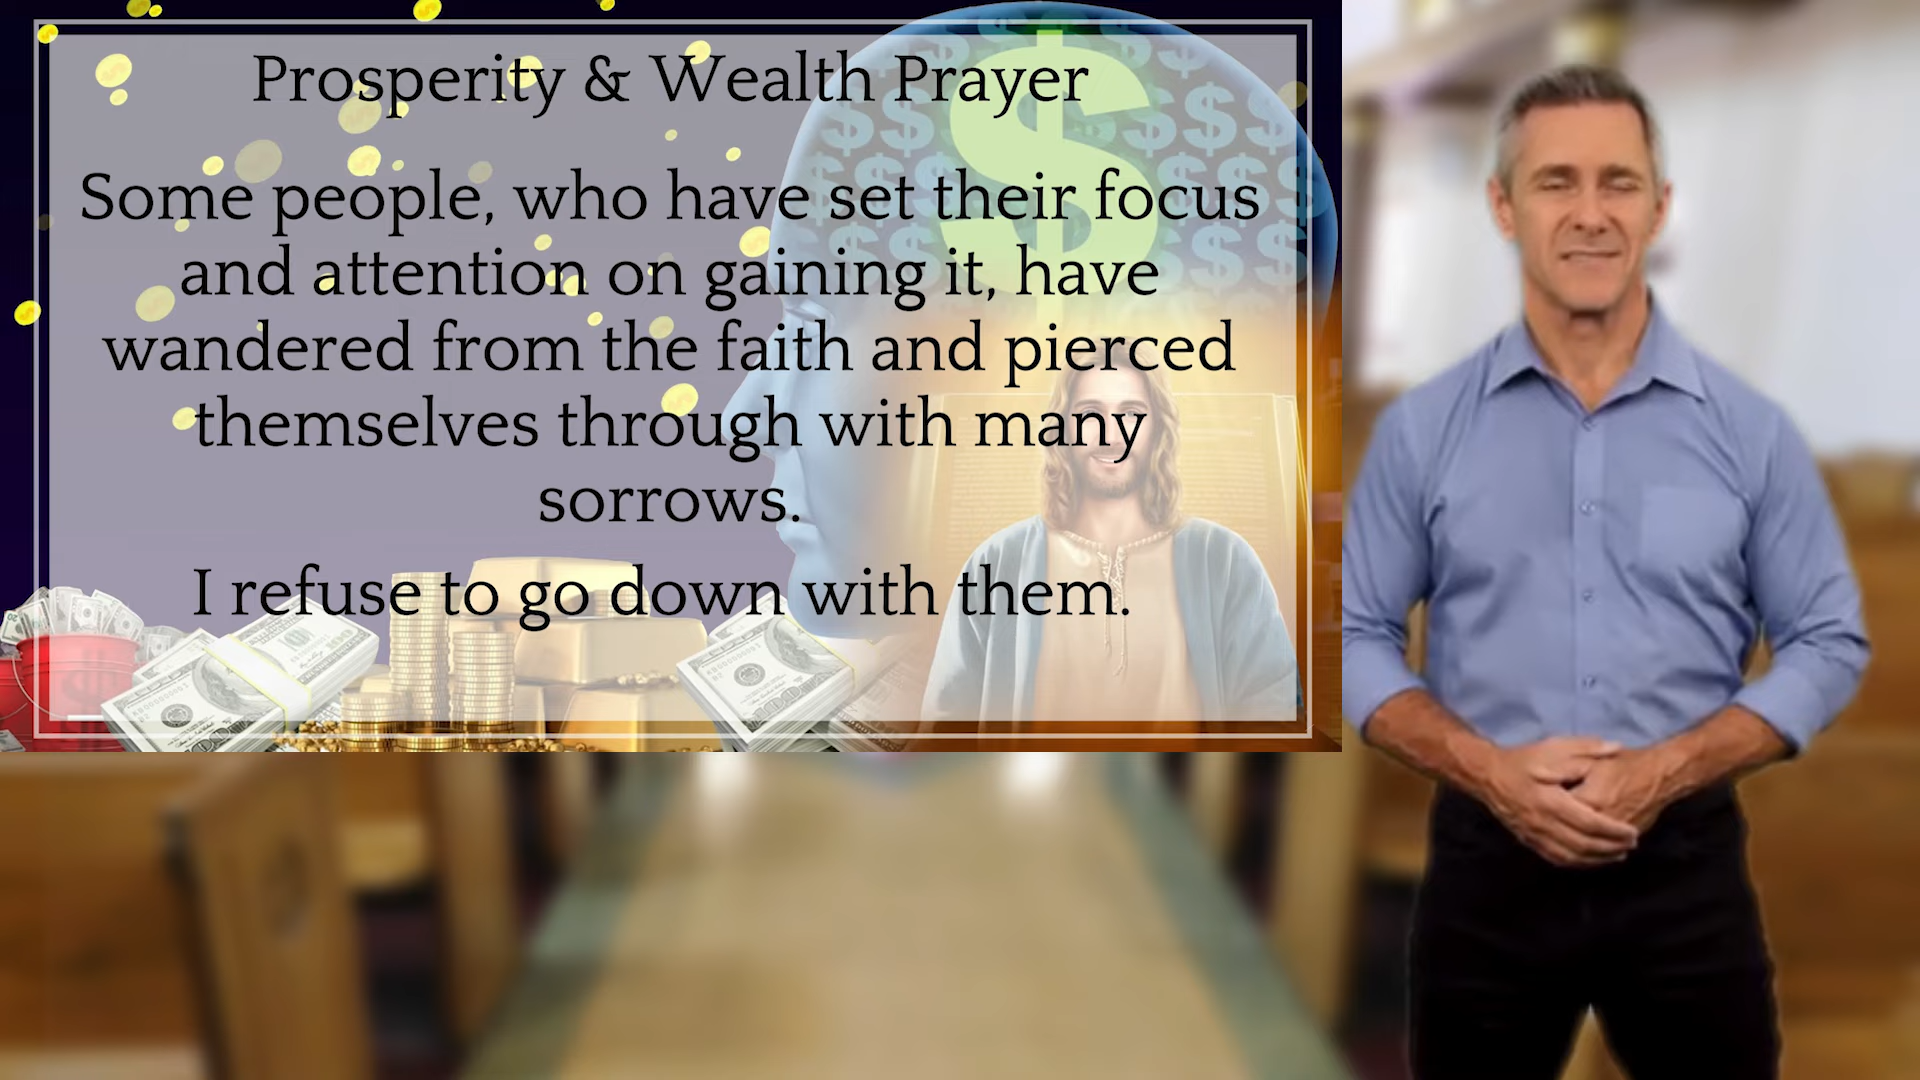 Prosperity & Wealth Prayer
Some people, who have set their focus
and attention on gaining it, have
wandered from the faith and pierced
themselves through with many
sorrows.
I refuse to go down with them.